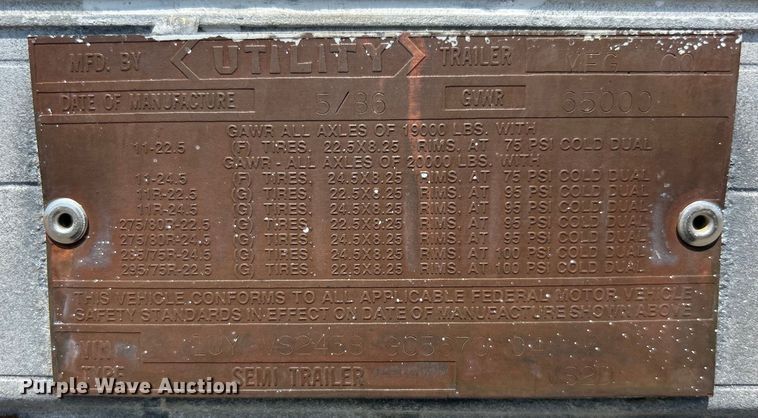 MFD. BY UTILITY TRAILER MFG. CO.
DATE OF MANUFACTURE 5/86 GVWR 65000
GAWR ALL AXLES OF 19000 LBS. WITH
11-22.5 (F) TIRES. 22.5X8.25 RIMS. AT 75 PSI COLD DUAL
GAWR - ALL AXLES OF 20000 LBS. WITH
11-24.5 (F) TIRES. 24.5X8.25 RIMS. AT 75 PSI COLD DUAL
11R-22.5 (G) TIRES. 22.5X8.25 RIMS. AT 95 PSI COLD DUAL
11R-24.5 (G) TIRES. 24.5X8.25 RIMS. AT 95 PSI COLD DUAL
275/80R-22.5 (G) TIRES. 22.5X8.25 RIMS. AT 95 PSI COLD DUAL
275/80R-24.5 (G) TIRES. 24.5X8.25 RIMS. AT 95 PSI COLD DUAL
285/75R-24.5 (G) TIRES. 24.5X8.25 RIMS. AT 100 PSI COLD DUAL
295/75R-22.5 (G) TIRES. 22.5X8.25 RIMS. AT 100 PSI COLD DUAL
THIS VEHICLE CONFORMS TO ALL APPLICABLE FEDERAL MOTOR VEHICLE
SAFETY STANDARDS IN EFFECT ON DATE OF MANUFACTURE SHOWN ABOVE
VIN
TYPE SEMI TRAILER
Purple Wave Auction
PurpleWave.com